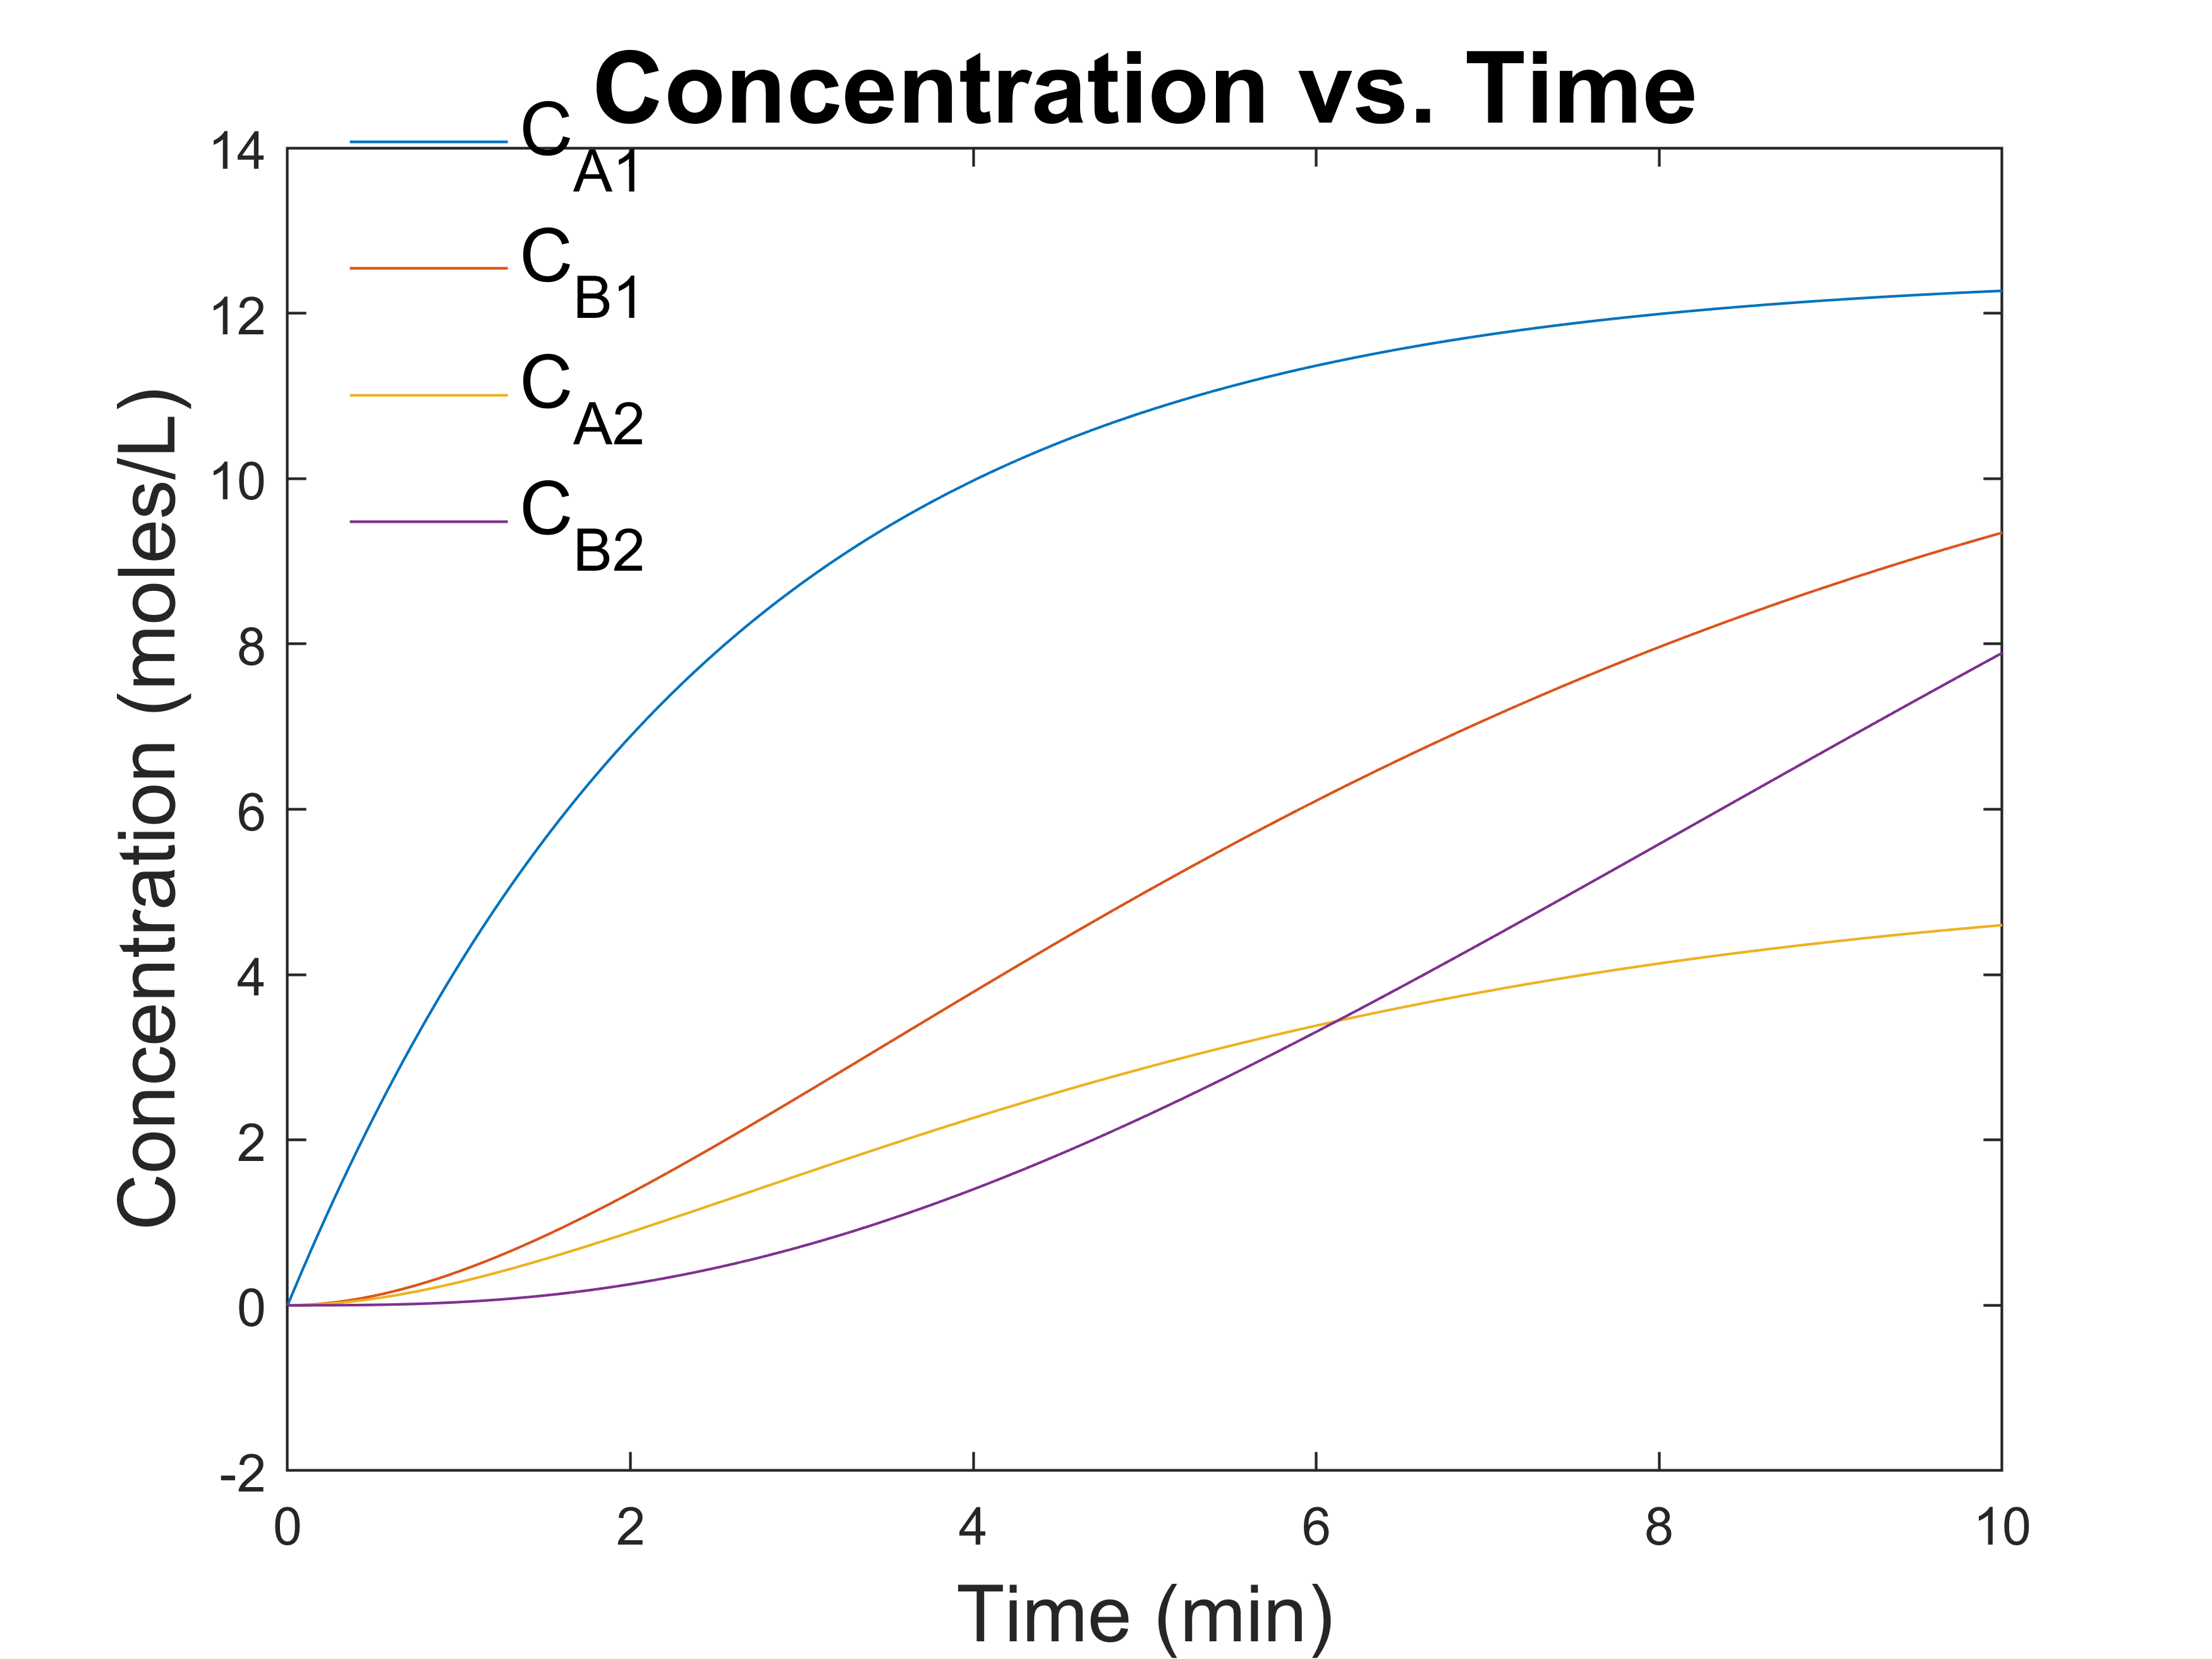 Concentration vs. Time
C_A1
C_B1
C_A2
C_B2
14
12
10
8
6
4
2
0
-2
Concentration (moles/L)
0 2 4 6 8 10
Time (min)